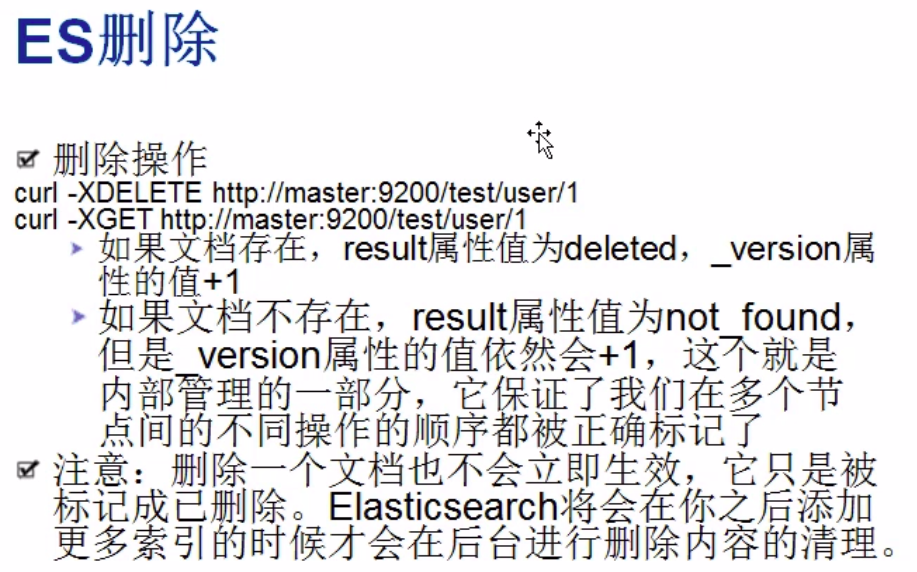 ES删除
删除操作
curl -XDELETE http://master:9200/test/user/1
curl -XGET http://master:9200/test/user/1
如果文档存在，result属性值为deleted，_version属
性的值+1
如果文档不存在，result属性值为not_found，
但是_version属性的值依然会+1，这个就是
内部管理的一部分，它保证了我们在多个节
点间的不同操作的顺序都被正确标记了
注意：删除一个文档也不会立即生效，它只是被
标记成已删除。Elasticsearch将会在你之后添加
更多索引的时候才会在后台进行删除内容的清理。